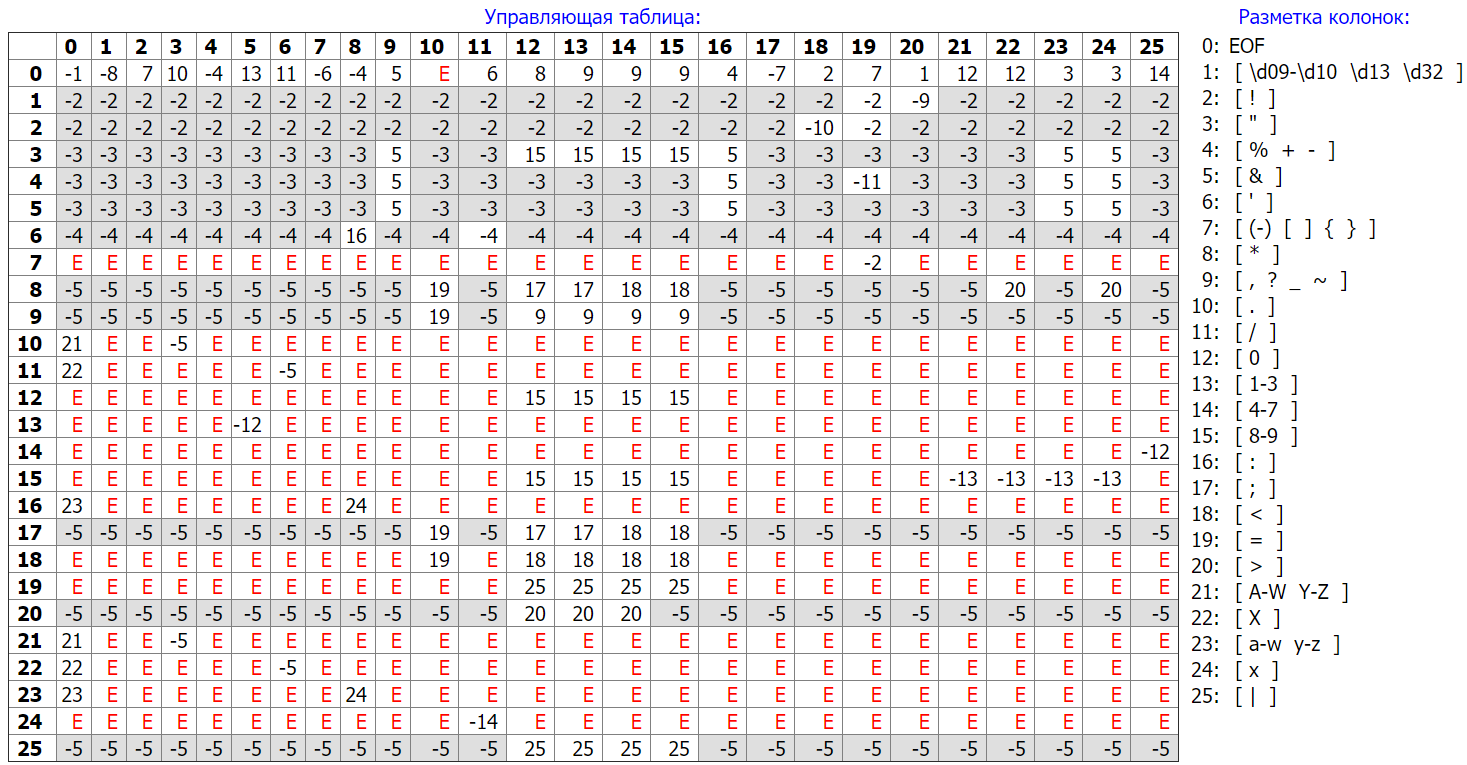 Управляющая таблица:
0 1 2 3 4 5 6 7 8 9 10 11 12 13 14 15 16 17 18 19 20 21 22 23 24 25
0 -1 -8 7 10 -4 13 11 -6 -4 5 E 6 8 9 9 9 4 -7 2 7 1 12 12 3 3 14
1 -2 -2 -2 -2 -2 -2 -2 -2 -2 -2 -2 -2 -2 -2 -2 -2 -2 -2 -2 -2 -9 -2 -2 -2 -2 -2
2 -2 -2 -2 -2 -2 -2 -2 -2 -2 -2 -2 -2 -2 -2 -2 -2 -2 -2 -10 -2 -2 -2 -2 -2 -2 -2
3 -3 -3 -3 -3 -3 -3 -3 -3 -3 5 -3 -3 15 15 15 15 5 -3 -3 -3 -3 -3 -3 5 5 -3
4 -3 -3 -3 -3 -3 -3 -3 -3 -3 5 -3 -3 -3 -3 -3 -3 5 -3 -3 -11 -3 -3 -3 5 5 -3
5 -3 -3 -3 -3 -3 -3 -3 -3 -3 5 -3 -3 -3 -3 -3 -3 5 -3 -3 -3 -3 -3 -3 5 5 -3
6 -4 -4 -4 -4 -4 -4 -4 -4 16 -4 -4 -4 -4 -4 -4 -4 -4 -4 -4 -4 -4 -4 -4 -4 -4 -4
7 E E E E E E E E E E E E E E E E E E E -2 E E E E E E
8 -5 -5 -5 -5 -5 -5 -5 -5 -5 -5 19 -5 17 17 18 18 -5 -5 -5 -5 -5 -5 20 -5 20 -5
9 -5 -5 -5 -5 -5 -5 -5 -5 -5 -5 19 -5 9 9 9 9 -5 -5 -5 -5 -5 -5 -5 -5 -5 -5
10 21 E E -5 E E E E E E E E E E E E E E E E E E E E E E
11 22 E E E E E -5 E E E E E E E E E E E E E E E E E E E
12 E E E E E E E E E E E E 15 15 15 15 E E E E E E E E E E
13 E E E E E -12 E E E E E E E E E E E E E E E E E E E E
14 E E E E E E E E E E E E E E E E E E E E E E E E E -12
15 E E E E E E E E E E E E 15 15 15 15 E E E E E -13 -13 -13 -13 E
16 23 E E E E E E E 24 E E E E E E E E E E E E E E E E E
17 -5 -5 -5 -5 -5 -5 -5 -5 -5 -5 19 -5 17 17 18 18 -5 -5 -5 -5 -5 -5 -5 -5 -5 -5
18 E E E E E E E E E E 19 E 18 18 18 18 E E E E E E E E E E
19 E E E E E E E E E E E E 25 25 25 25 E E E E E E E E E E
20 -5 -5 -5 -5 -5 -5 -5 -5 -5 -5 -5 -5 20 20 20 -5 -5 -5 -5 -5 -5 -5 -5 -5 -5 -5
21 21 E E -5 E E E E E E E E E E E E E E E E E E E E E E
22 22 E E E E E -5 E E E E E E E E E E E E E E E E E E E
23 23 E E E E E E E 24 E E E E E E E E E E E E E E E E E
24 E E E E E E E E E E E -14 E E E E E E E E E E E E E E
25 -5 -5 -5 -5 -5 -5 -5 -5 -5 -5 -5 -5 25 25 25 25 -5 -5 -5 -5 -5 -5 -5 -5 -5 -5
Разметка колонок:
0: EOF
1: [ \d09-\d10 \d13 \d32 ]
2: [ ! ]
3: [ " ]
4: [ % + - ]
5: [ & ]
6: [ ' ]
7: [ (-) [ ] { } ]
8: [ * ]
9: [ , ? _ ~ ]
10: [ . ]
11: [ / ]
12: [ 0 ]
13: [ 1-3 ]
14: [ 4-7 ]
15: [ 8-9 ]
16: [ : ]
17: [ ; ]
18: [ < ]
19: [ = ]
20: [ > ]
21: [ A-W Y-Z ]
22: [ X ]
23: [ a-w y-z ]
24: [ x ]
25: [ | ]